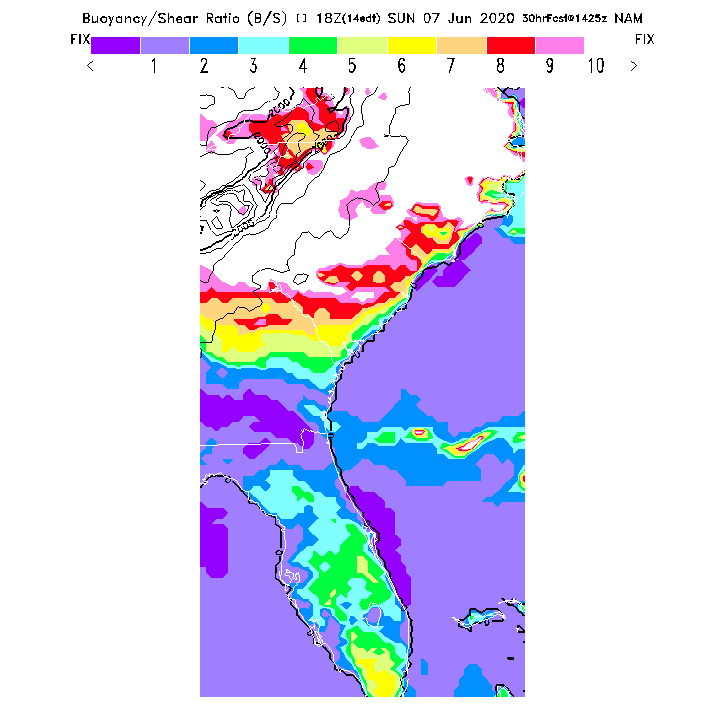 Buoyancy/Shear Ratio (B/S) [] 18Z(14edt) SUN 07 Jun 2020 30hrFcst@1425z NAM
FIX FIX
< 1 2 3 4 5 6 7 8 9 10 >
2000